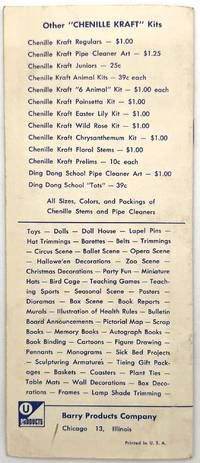 Other "CHENILLE KRAFT" Kits
Chenille Kraft Regulars — $1.00
Chenille Kraft Pipe Cleaner Art — $1.25
Chenille Kraft Juniors — 25c
Chenille Kraft Animal Kits — 39c each
Chenille Kraft "6 Animal" Kit — $1.00 each
Chenille Kraft Poinsetta Kit — $1.00
Chenille Kraft Easter Lily Kit — $1.00
Chenille Kraft Wild Rose Kit — $1.00
Chenille Kraft Chrysanthemum Kit — $1.00
Chenille Kraft Floral Stems — $1.00
Chenille Kraft Prelims — 10c each
Ding Dong School Pipe Cleaner Art — $1.00
Ding Dong School "Tots" — 39c
All Sizes, Colors, and Packings of
Chenille Stems and Pipe Cleaners
Toys — Dolls — Doll House — Lapel Pins —
Hat Trimmings — Barettes — Belts — Trimmings
— Circus Scene — Ballet Scene — Opera Scene
— Hallowe'en Decorations — Zoo Scene —
Christmas Decorations — Party Fun — Miniature
Hats — Bird Cage — Teaching Games — Teach-
ing Sports — Seasonal Scene — Posters —
Dioramas — Box Scene — Book Reports —
Murals — Illustration of Health Rules — Bulletin
Board Announcements — Pictorial Map — Scrap
Books — Memory Books — Autograph Books —
Book Binding — Cartoons — Figure Drawing —
Pennants — Monograms — Sick Bed Projects
— Sculpturing Armatures — Tieing Gift Pack-
ages — Baskets — Coasters — Plant Ties —
Table Mats — Wall Decorations — Box Deco-
rations — Frames — Lamp Shade Trimming —
U
PRODUCTS
Barry Products Company
Chicago 13, Illinois
Printed in U. S. A.